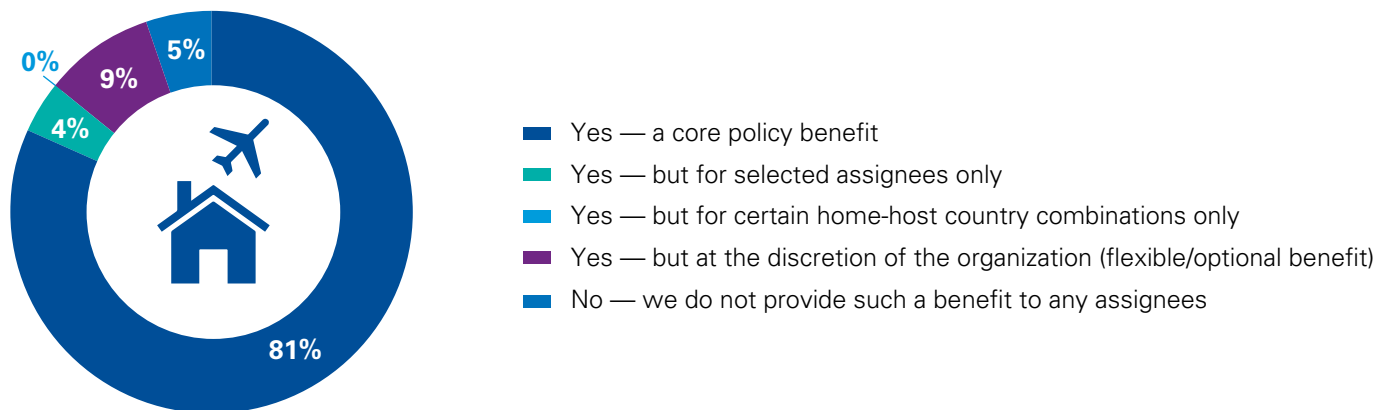 5%
0%
9%
4%
81%
Yes — a core policy benefit
Yes — but for selected assignees only
Yes — but for certain home-host country combinations only
Yes — but at the discretion of the organization (flexible/optional benefit)
No — we do not provide such a benefit to any assignees